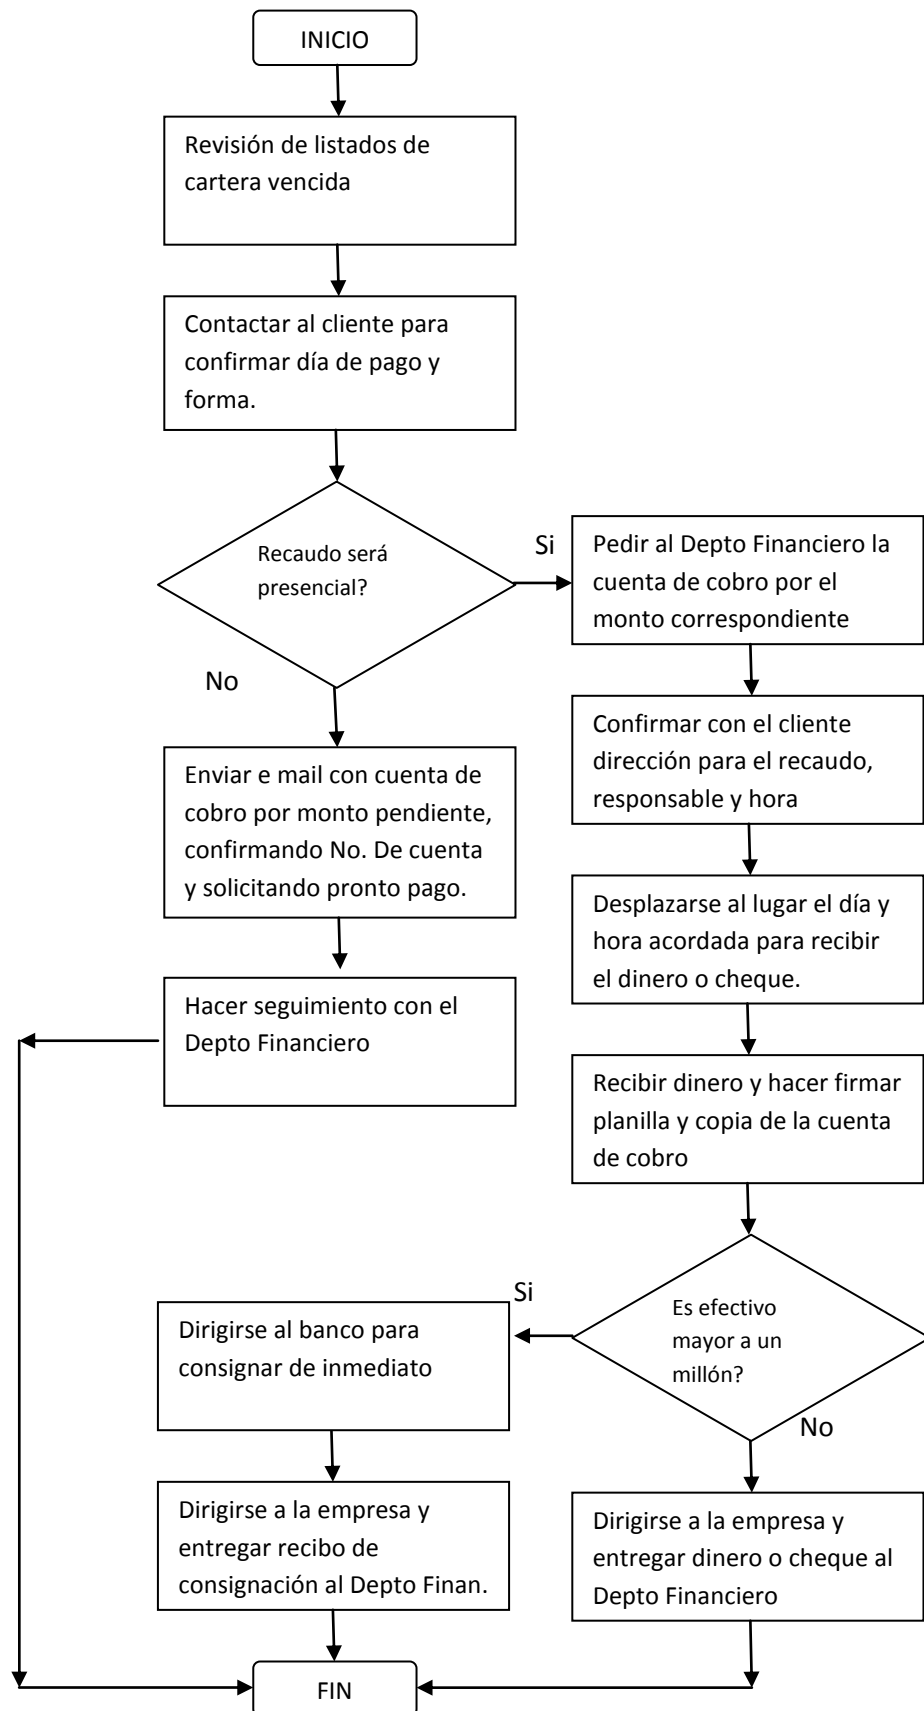 INICIO
Revisión de listados de
cartera vencida
Contactar al cliente para
confirmar día de pago y
forma.
Recaudo será
presencial?
Si
Pedir al Depto Financiero la
cuenta de cobro por el
monto correspondiente
No
Confirmar con el cliente
dirección para el recaudo,
responsable y hora
Enviar e mail con cuenta de
cobro por monto pendiente,
confirmando No. De cuenta
y solicitando pronto pago.
Desplazarse al lugar el día y
hora acordada para recibir
el dinero o cheque.
Hacer seguimiento con el
Depto Financiero
Recibir dinero y hacer firmar
planilla y copia de la cuenta
de cobro
Es efectivo
mayor a un
millón?
Si
Dirigirse al banco para
consignar de inmediato
No
Dirigirse a la empresa y
entregar recibo de
consignación al Depto Finan.
Dirigirse a la empresa y
entregar dinero o cheque al
Depto Financiero
FIN